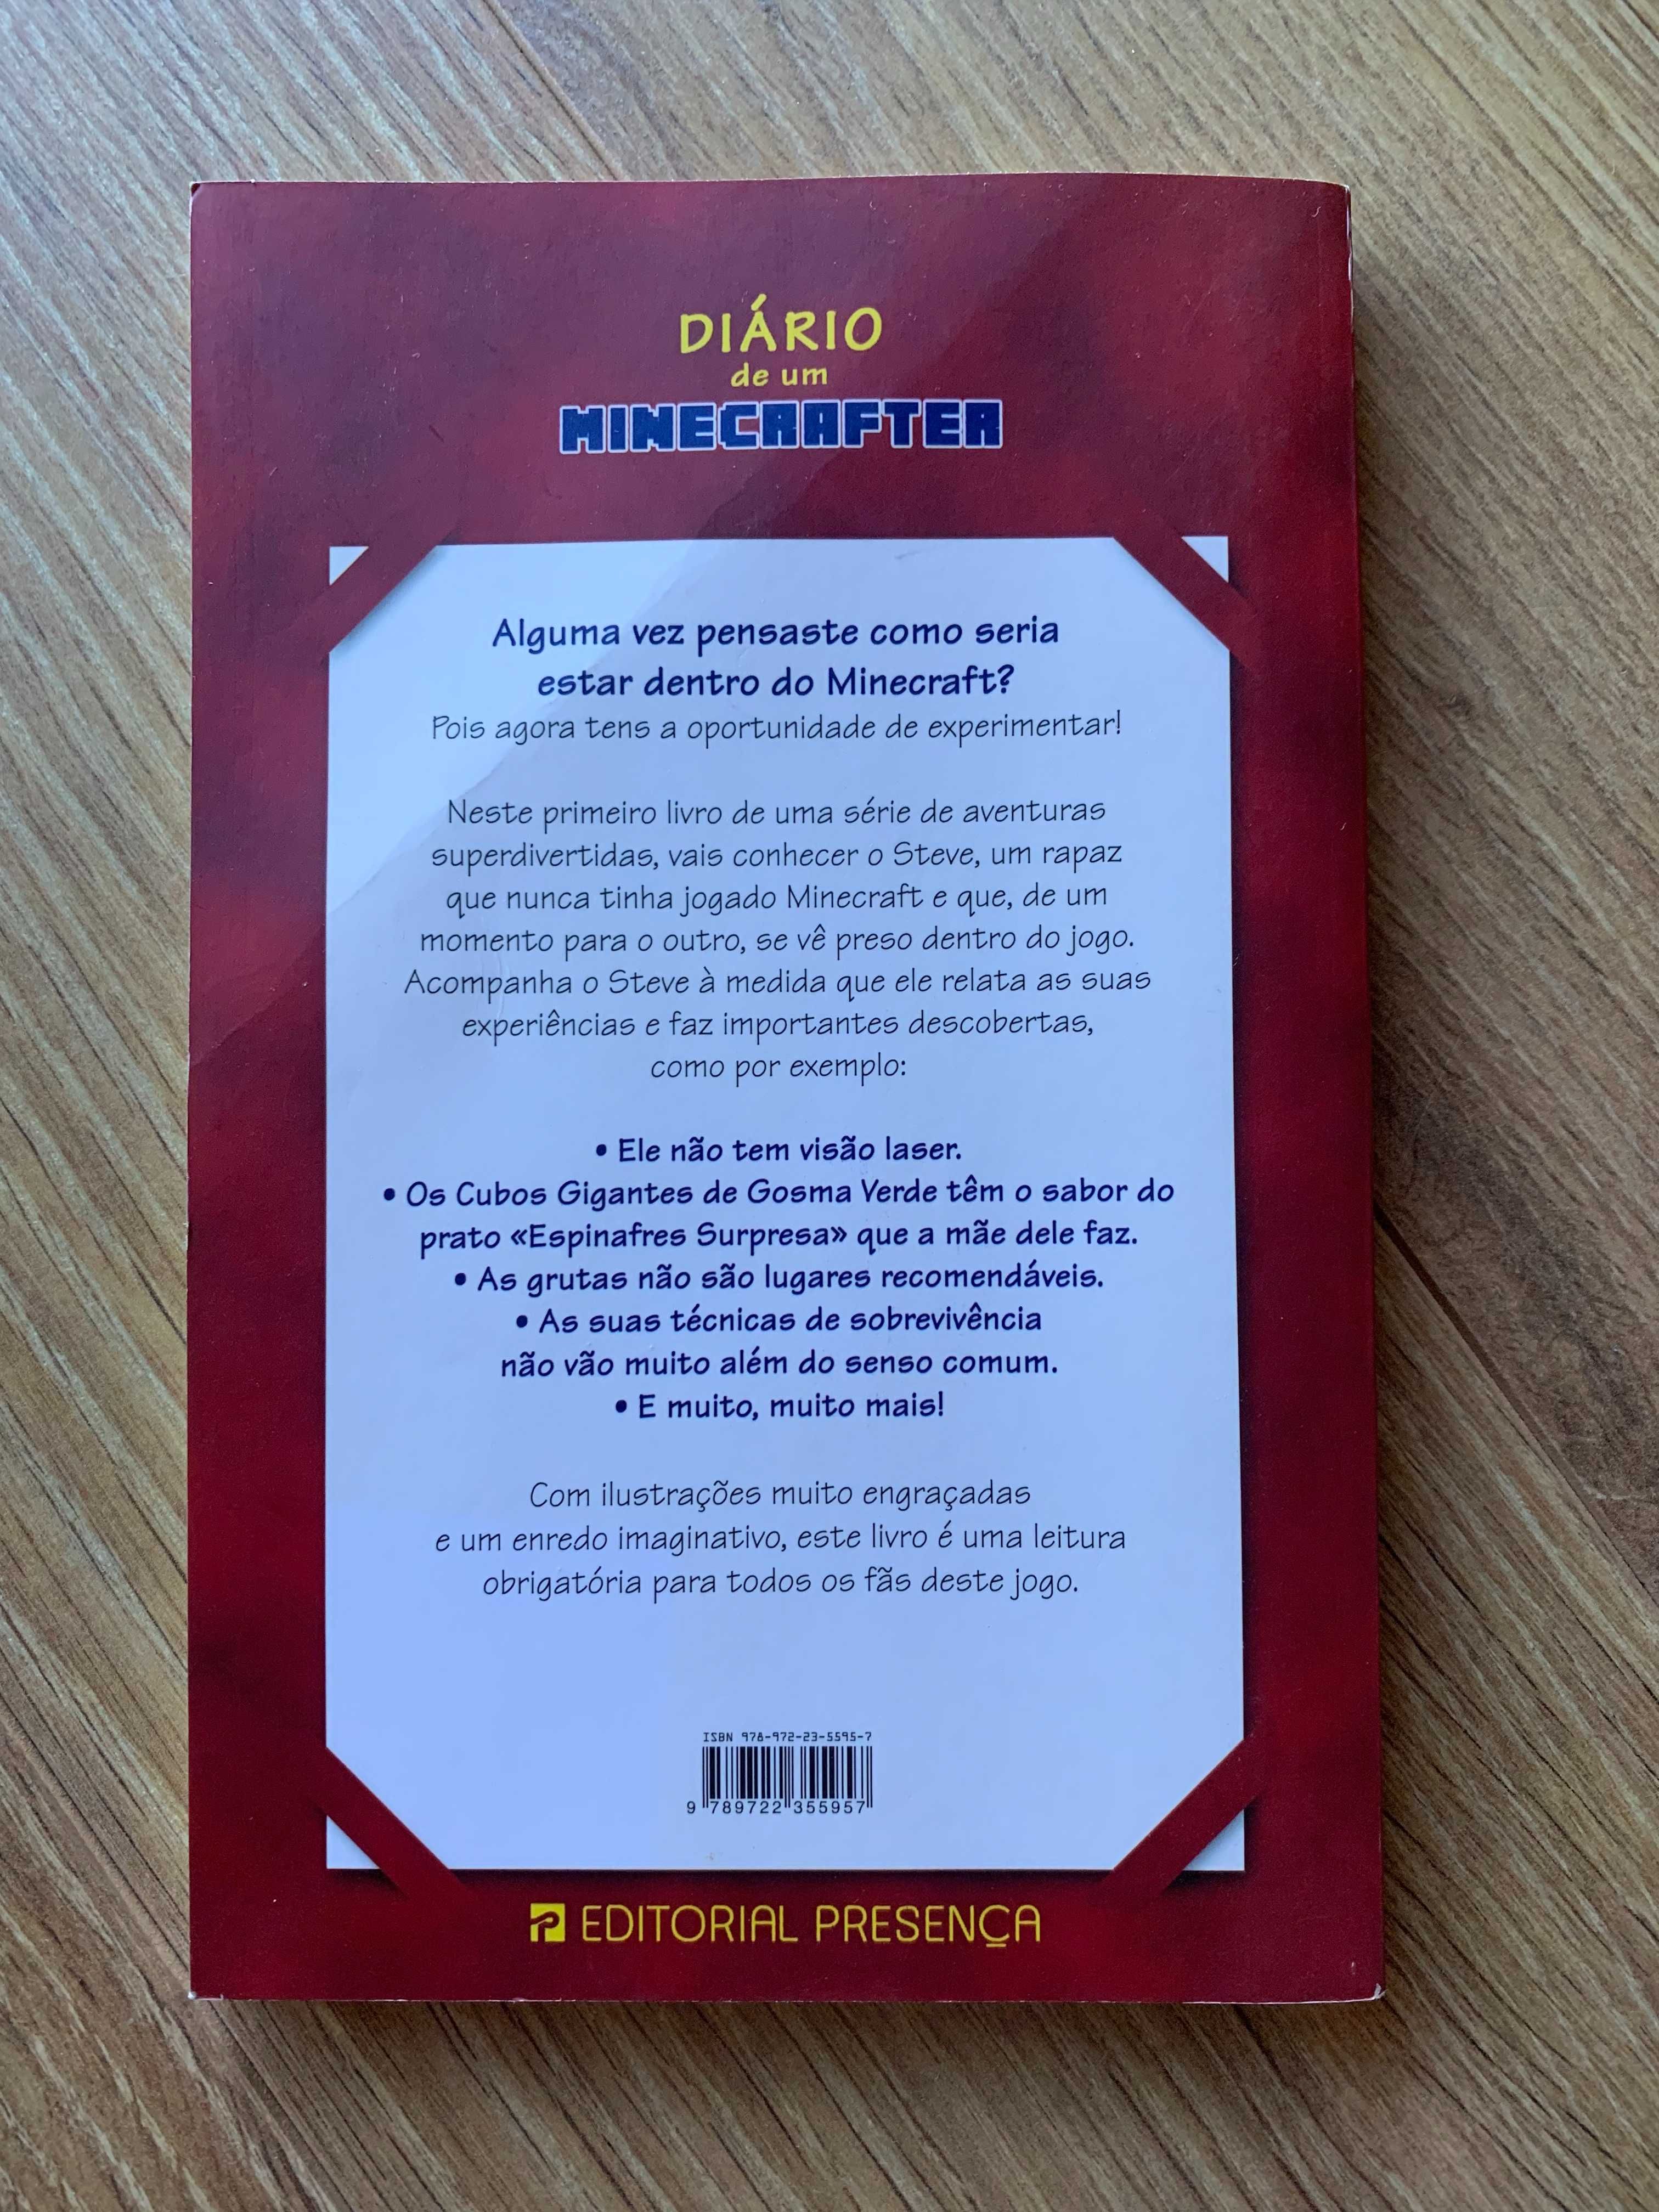 DIÁRIO
de um
MINECRAFTER
Alguma vez pensaste como seria
estar dentro do Minecraft?
Pois agora tens a oportunidade de experimentar!
Neste primeiro livro de uma série de aventuras
superdivertidas, vais conhecer o Steve, um rapaz
que nunca tinha jogado Minecraft e que, de um
momento para o outro, se vê preso dentro do jogo.
Acompanha o Steve à medida que ele relata as suas
experiências e faz importantes descobertas,
como por exemplo:
• Ele não tem visão laser.
• Os Cubos Gigantes de Gosma Verde têm o sabor do
prato «Espinafres Surpresa» que a mãe dele faz.
• As grutas não são lugares recomendáveis.
• As suas técnicas de sobrevivência
não vão muito além do senso comum.
• E muito, muito mais!
Com ilustrações muito engraçadas
e um enredo imaginativo, este livro é uma leitura
obrigatória para todos os fãs deste jogo.
ISBN 978-972-23-5595-7
9 789722 355957
EDITORIAL PRESENÇA